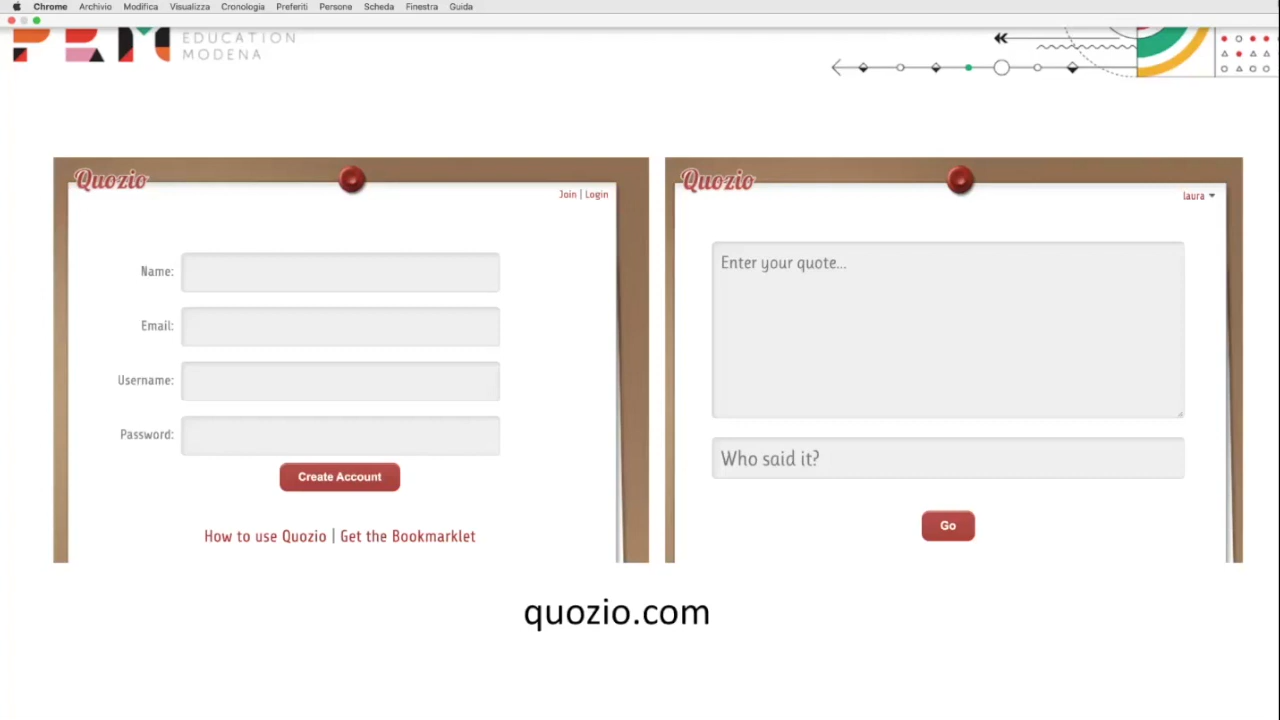 Chrome Archivio Modifica Visualizza Cronologia Preferiti Persone Scheda Finestra Guida
EDUCATION
MODENA
Quozio
Join | Login
Name:
Email:
Username:
Password:
Create Account
How to use Quozio | Get the Bookmarklet
Quozio
laura
Enter your quote...
Who said it?
Go
quozio.com